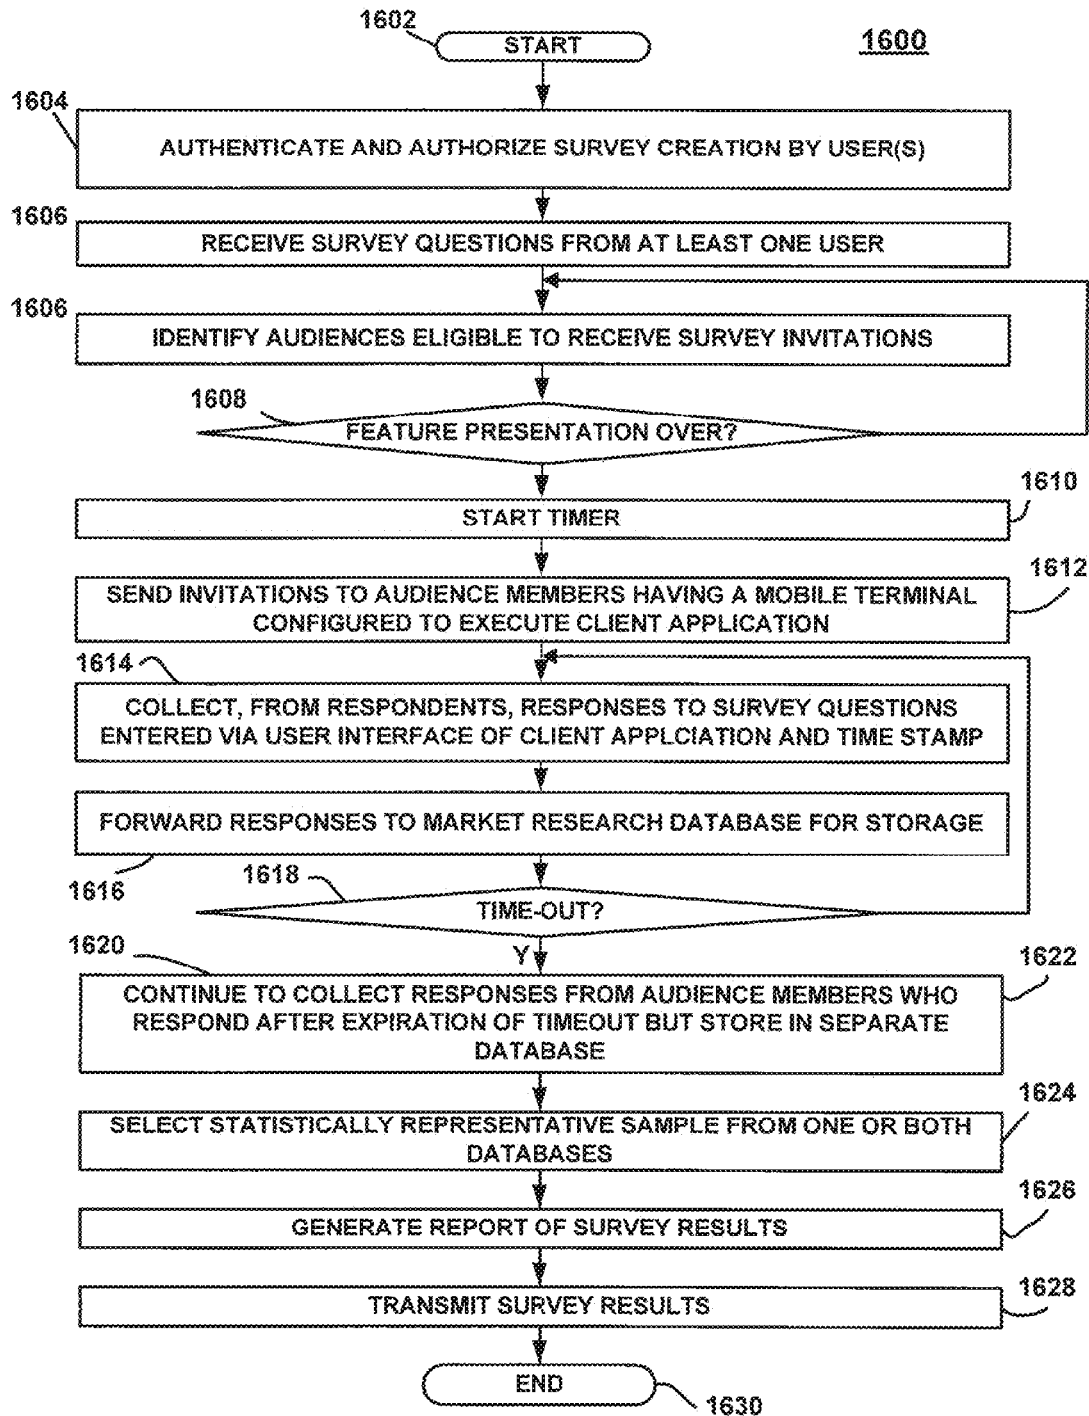 1602
START
1600
1604
AUTHENTICATE AND AUTHORIZE SURVEY CREATION BY USER(S)
1606
RECEIVE SURVEY QUESTIONS FROM AT LEAST ONE USER
1606
IDENTIFY AUDIENCES ELIGIBLE TO RECEIVE SURVEY INVITATIONS
1608
FEATURE PRESENTATION OVER?
1610
START TIMER
1612
SEND INVITATIONS TO AUDIENCE MEMBERS HAVING A MOBILE TERMINAL
CONFIGURED TO EXECUTE CLIENT APPLICATION
1614
COLLECT, FROM RESPONDENTS, RESPONSES TO SURVEY QUESTIONS
ENTERED VIA USER INTERFACE OF CLIENT APPLCIATION AND TIME STAMP
FORWARD RESPONSES TO MARKET RESEARCH DATABASE FOR STORAGE
1616
1618
TIME-OUT?
Y
1620
1622
CONTINUE TO COLLECT RESPONSES FROM AUDIENCE MEMBERS WHO
RESPOND AFTER EXPIRATION OF TIMEOUT BUT STORE IN SEPARATE
DATABASE
1624
SELECT STATISTICALLY REPRESENTATIVE SAMPLE FROM ONE OR BOTH
DATABASES
1626
GENERATE REPORT OF SURVEY RESULTS
1628
TRANSMIT SURVEY RESULTS
END
1630